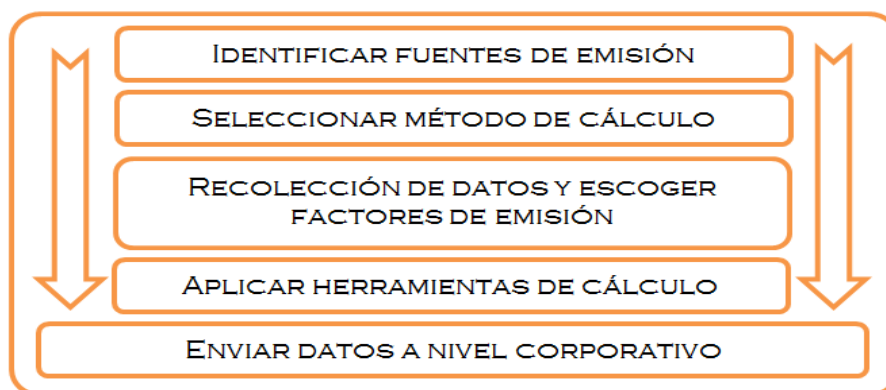 IDENTIFICAR FUENTES DE EMISIÓN
SELECCIONAR MÉTODO DE CÁLCULO
RECOLECCIÓN DE DATOS Y ESCOGER
FACTORES DE EMISIÓN
APLICAR HERRAMIENTAS DE CÁLCULO
ENVIAR DATOS A NIVEL CORPORATIVO